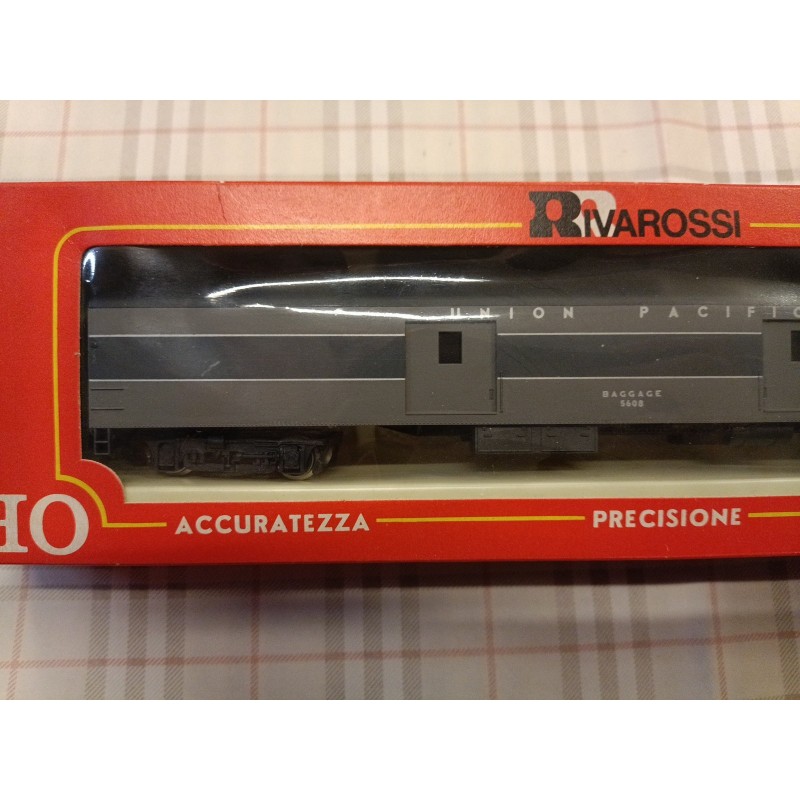 RIVAROSSI
UNION PACIFIC
BAGGAGE
5608
HO
ACCURATEZZA PRECISIONE